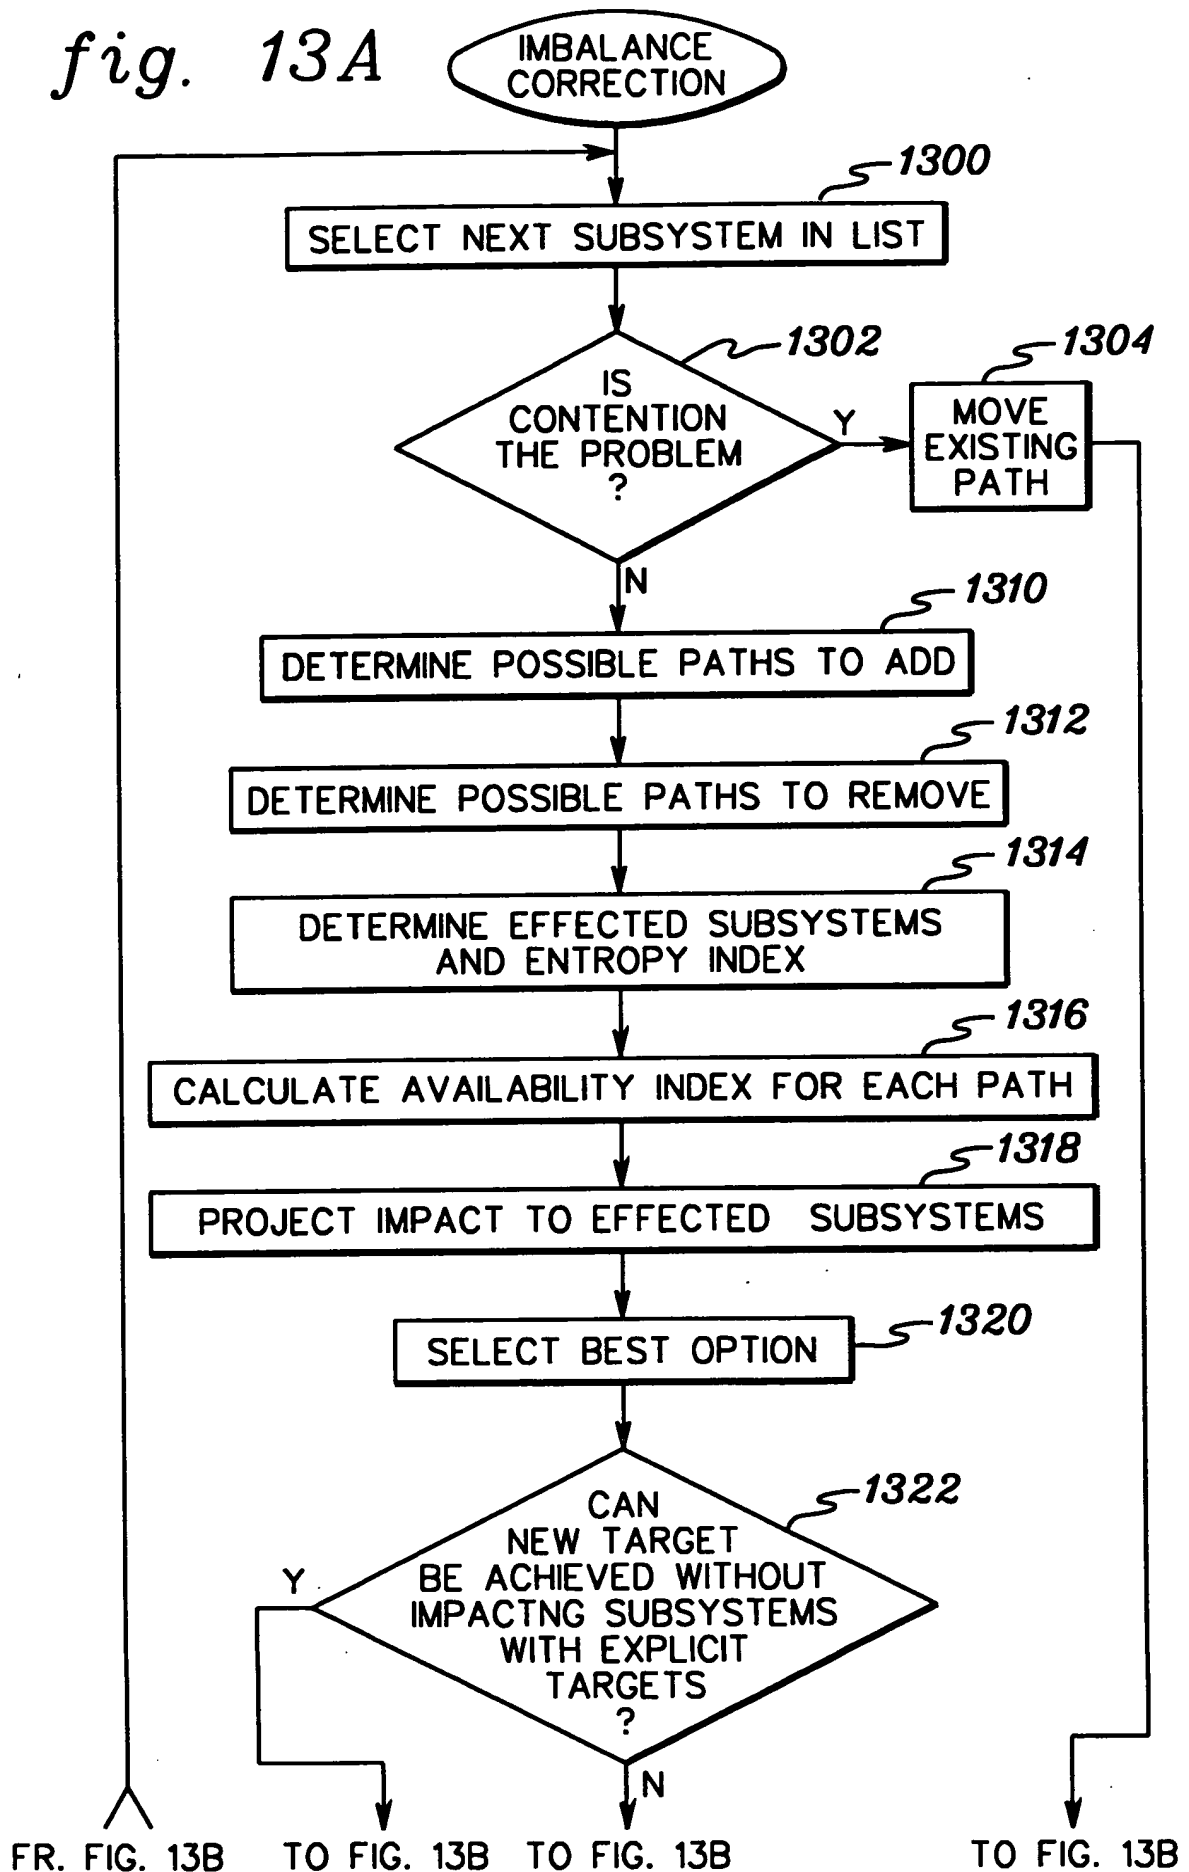 fig. 13A
IMBALANCE
CORRECTION
1300
SELECT NEXT SUBSYSTEM IN LIST
1302
1304
IS
CONTENTION
THE PROBLEM
?
Y
MOVE
EXISTING
PATH
N
1310
DETERMINE POSSIBLE PATHS TO ADD
1312
DETERMINE POSSIBLE PATHS TO REMOVE
1314
DETERMINE EFFECTED SUBSYSTEMS
AND ENTROPY INDEX
1316
CALCULATE AVAILABILITY INDEX FOR EACH PATH
1318
PROJECT IMPACT TO EFFECTED SUBSYSTEMS
1320
SELECT BEST OPTION
1322
CAN
NEW TARGET
BE ACHIEVED WITHOUT
IMPACTNG SUBSYSTEMS
WITH EXPLICIT
TARGETS
?
Y
N
FR. FIG. 13B
TO FIG. 13B
TO FIG. 13B
TO FIG. 13B